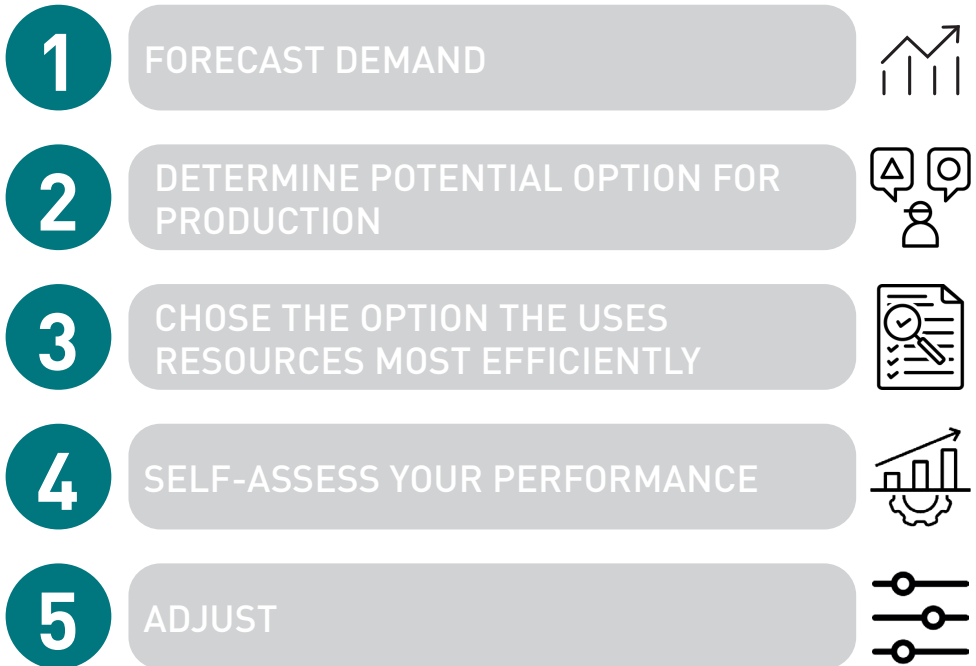 1
FORECAST DEMAND
2
DETERMINE POTENTIAL OPTION FOR
PRODUCTION
3
CHOSE THE OPTION THE USES
RESOURCES MOST EFFICIENTLY
4
SELF-ASSESS YOUR PERFORMANCE
5
ADJUST